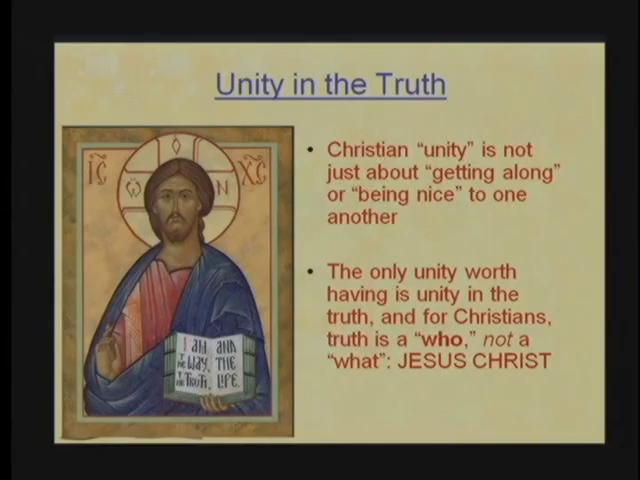 Unity in the Truth
ΙC XC
Ѡ Ο Ν
• Christian “unity” is not
just about “getting along”
or “being nice” to one
another
• The only unity worth
having is unity in the
truth, and for Christians,
truth is a “who,” not a
“what”: JESUS CHRIST
I AM AND
THE
WAY, THE
TRUTH, LIFE.